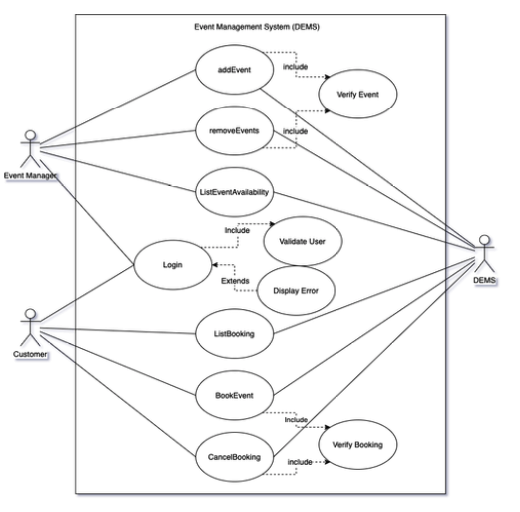 Event Management System (DEMS)
addEvent
include
Verify Event
removeEvents
include
Event Manager
ListEventAvailability
Include
Validate User
Login
Extends
Display Error
DEMS
ListBooking
Customer
BookEvent
Include
Verify Booking
CancelBooking
include